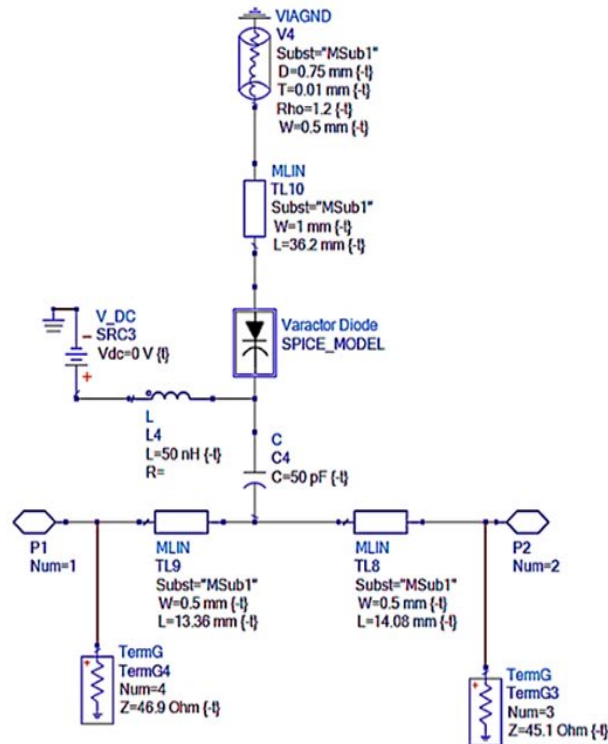 VIAGND
V4
Subst="MSub1"
D=0.75 mm {-t}
T=0.01 mm {-t}
Rho=1.2 {-t}
W=0.5 mm {-t}
MLIN
TL10
Subst="MSub1"
W=1 mm {-t}
L=36.2 mm {-t}
V_DC
SRC3
Vdc=0 V {t}
Varactor Diode
SPICE_MODEL
L
L4
L=50 nH {-t}
R=
C
C4
C=50 pF {-t}
P1
Num=1
MLIN
TL9
Subst="MSub1"
W=0.5 mm {-t}
L=13.36 mm {-t}
MLIN
TL8
Subst="MSub1"
W=0.5 mm {-t}
L=14.08 mm {-t}
P2
Num=2
TermG
TermG4
Num=4
Z=46.9 Ohm {-t}
TermG
TermG3
Num=3
Z=45.1 Ohm {-t}